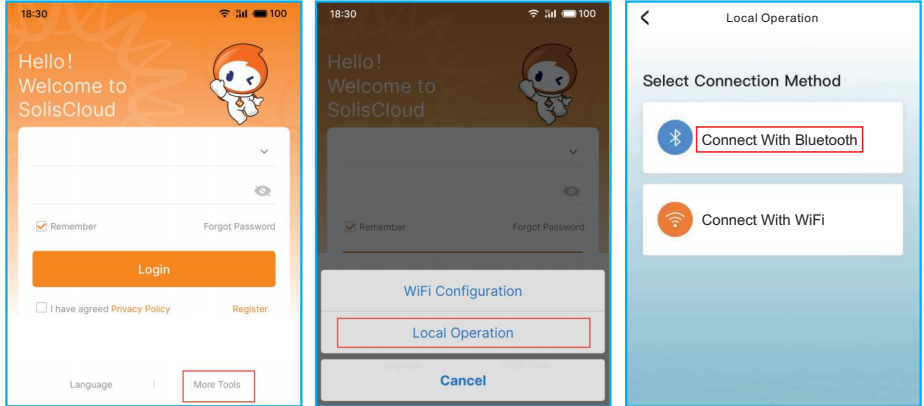 18:30
100
Hello!
Welcome to
SolisCloud
Remember
Forgot Password
Login
I have agreed Privacy Policy
Register
Language
More Tools
18:30
100
Hello!
Welcome to
SolisCloud
Remember
Forgot Password
WiFi Configuration
Local Operation
Cancel
Local Operation
Select Connection Method
Connect With Bluetooth
Connect With WiFi